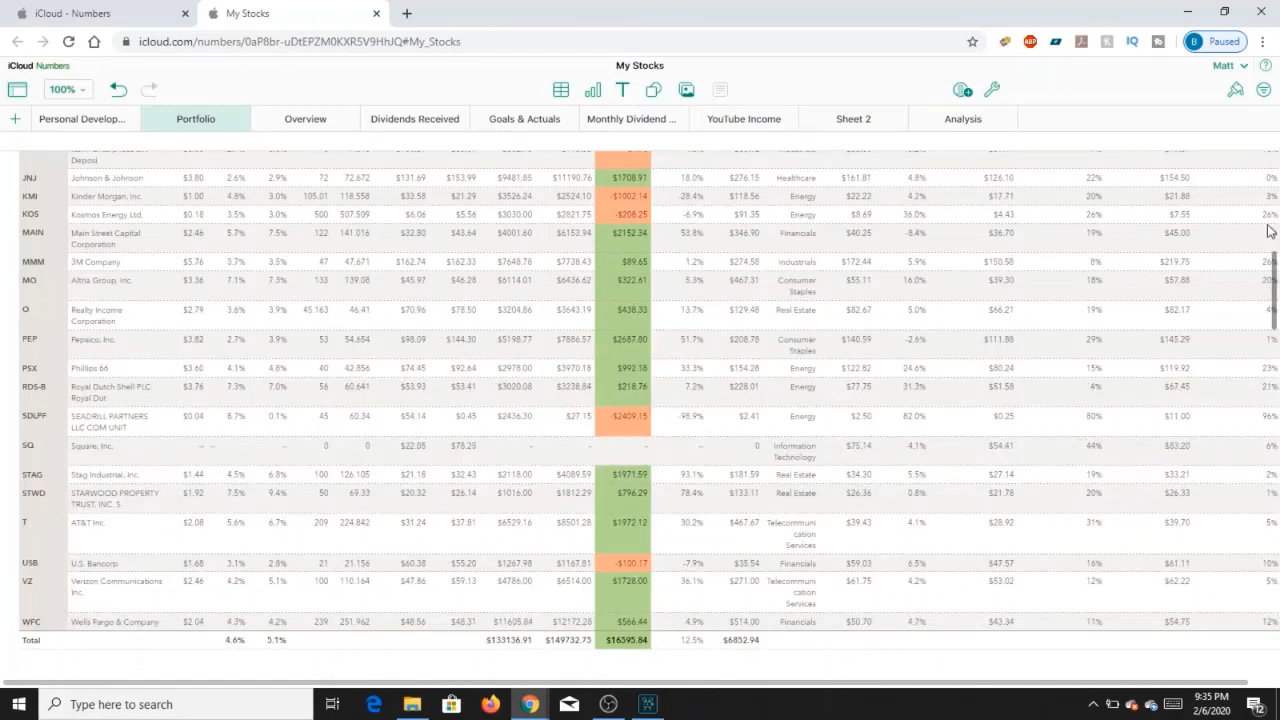 iCloud - Numbers
My Stocks
icloud.com/numbers/0aP8br-uDtEPZM0KXR5V9HhJQ#My_Stocks
ABP
IQ
B Paused
iCloud Numbers
My Stocks
Matt
100%
Personal Develop...
Portfolio
Overview
Dividends Received
Goals & Actuals
Monthly Dividend ...
YouTube Income
Sheet 2
Analysis
Deposi
JNJ Johnson & Johnson $3.80 2.6% 2.9% 70 72.672 $131.69 $153.99 $9481.85 $11190.76 $1708.91 18.0% $276.15 Healthcare $161.81 4.8% $126.10 22% $154.50 0%
KMI Kinder Morgan, Inc. $1.00 4.8% 3.0% 105.01 118.568 $33.58 $21.29 $3526.24 $2524.10 -$1002.14 -28.4% $118.56 Energy $22.22 4.2% $17.71 20% $21.88 3%
KOS Kosmos Energy Ltd. $0.18 3.5% 3.0% 500 507.509 $6.06 $5.56 $3030.00 $2821.75 -$208.25 -6.9% $91.35 Energy $8.69 36.0% $4.43 26% $7.55 26%
MAIN Main Street Capital $2.46 5.7% 7.5% 122 141.016 $32.80 $43.64 $4001.60 $6153.94 $2152.34 53.8% $346.90 Financials $40.25 -8.4% $36.70 19% $45.00
Corporation
MMM 3M Company $5.76 3.7% 3.5% 47 47.671 $162.74 $162.33 $7648.78 $7738.43 $89.65 1.2% $274.58 Industrials $172.44 5.9% $150.58 8% $219.75 26%
MO Altria Group, Inc. $3.36 7.1% 7.3% 133 139.08 $45.97 $46.28 $6114.01 $6436.62 $322.61 5.3% $467.31 Consumer $55.11 16.0% $39.30 18% $57.88 20%
Staples
O Realty Income $2.79 3.6% 3.9% 45.163 46.41 $70.96 $78.50 $3204.86 $3643.19 $438.33 13.7% $129.48 Real Estate $82.67 5.0% $66.21 19% $82.17 4%
Corporation
PEP Pepsico, Inc. $3.82 2.7% 3.9% 53 54.654 $98.09 $144.30 $5198.77 $7886.57 $2687.80 51.7% $208.78 Consumer $140.59 -2.6% $111.88 29% $145.29 1%
Staples
PSX Phillips 66 $3.60 4.1% 4.8% 40 42.856 $74.45 $92.64 $2978.00 $3970.18 $992.18 33.3% $154.28 Energy $122.82 24.6% $80.24 15% $119.92 23%
RDS-B Royal Dutch Shell PLC $3.76 7.3% 7.0% 56 60.641 $53.93 $53.41 $3020.08 $3238.84 $218.76 7.2% $228.01 Energy $77.75 31.3% $51.58 4% $67.45 21%
Royal Dut
SDLPF SEADRILL PARTNERS $0.04 8.7% 0.1% 45 60.34 $54.14 $0.45 $2436.30 $27.15 -$2409.15 -98.9% $2.41 Energy $2.50 82.0% $0.25 80% $11.00 96%
LLC COM UNIT
SQ Square, Inc. -- -- -- 0 0 $22.05 $78.25 - - - -- 0 Information $75.14 -4.1% $54.41 44% $83.20 6%
Technology
STAG Stag Industrial, Inc. $1.44 4.5% 6.8% 100 126.105 $21.18 $32.43 $2118.00 $4089.59 $1971.59 93.1% $181.59 Real Estate $34.30 5.5% $27.14 19% $33.21 2%
STWD STARWOOD PROPERTY $1.92 7.5% 9.4% 50 69.33 $20.32 $26.14 $1016.00 $1812.29 $796.29 78.4% $133.11 Real Estate $26.36 0.8% $21.78 20% $26.33 1%
TRUST, INC. S
T AT&T Inc. $2.08 5.6% 6.7% 209 224.842 $31.24 $37.81 $6529.16 $8501.28 $1972.12 30.2% $467.67 Telecommuni $39.43 4.1% $28.92 31% $39.70 5%
cation
Services
USB U.S. Bancorp $1.68 3.1% 2.8% 21 21.156 $60.38 $55.20 $1267.98 $1167.81 -$100.17 -7.9% $35.54 Financials $59.03 6.5% $47.57 16% $61.11 10%
VZ Verizon Communications $2.46 4.2% 5.1% 100 110.164 $47.86 $59.13 $4786.00 $6514.00 $1728.00 36.1% $271.00 Telecommuni $61.75 4.2% $53.02 12% $62.22 5%
Inc. cation
Services
WFC Wells Fargo & Company $2.04 4.3% 4.2% 239 251.962 $48.56 $48.31 $11605.84 $12172.28 $566.44 4.9% $514.00 Financials $50.70 4.7% $43.34 11% $54.75 12%
Total 4.6% 5.1% $133136.91 $149732.75 $16595.84 12.5% $6852.94
Type here to search
9:35 PM
2/6/2020
12